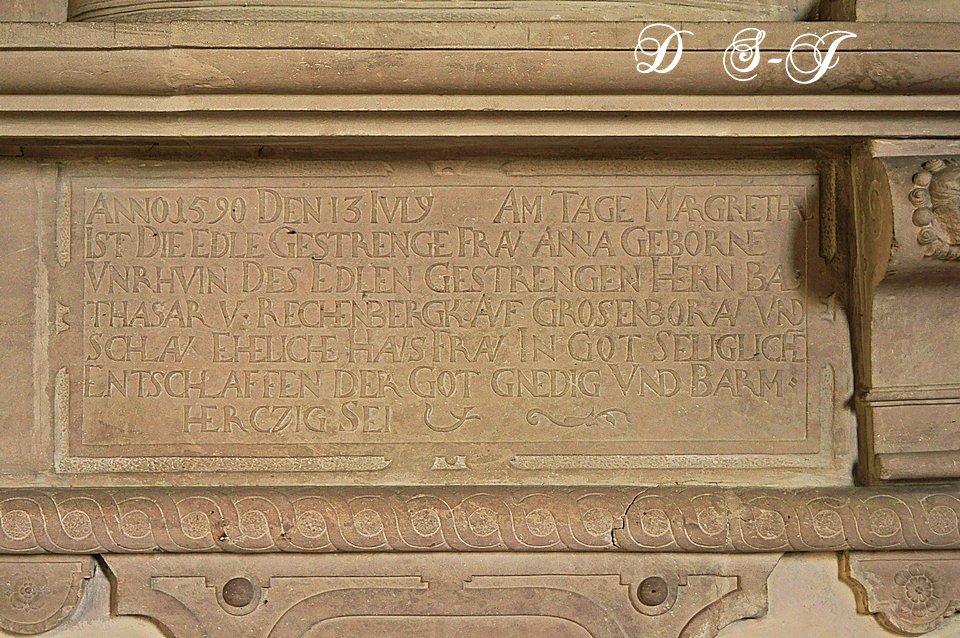 D S-J
ANNO 1590 DEN 13 IVLY AM TAGE MARGRETHA
IST DIE EDLE GESTRENGE FRAV ANNA GEBORNE
VNRHVIN DES EDLEN GESTRENGEN HERN BAL
THASAR V. RECHENBERGK AVF GROSENBORAV VND
SCHLAV EHELICHE HAVS FRAV IN GOT SELIGLICH
ENTSCHLAFFEN DER GOT GNEDIG VND BARM
HERCZIG SEI